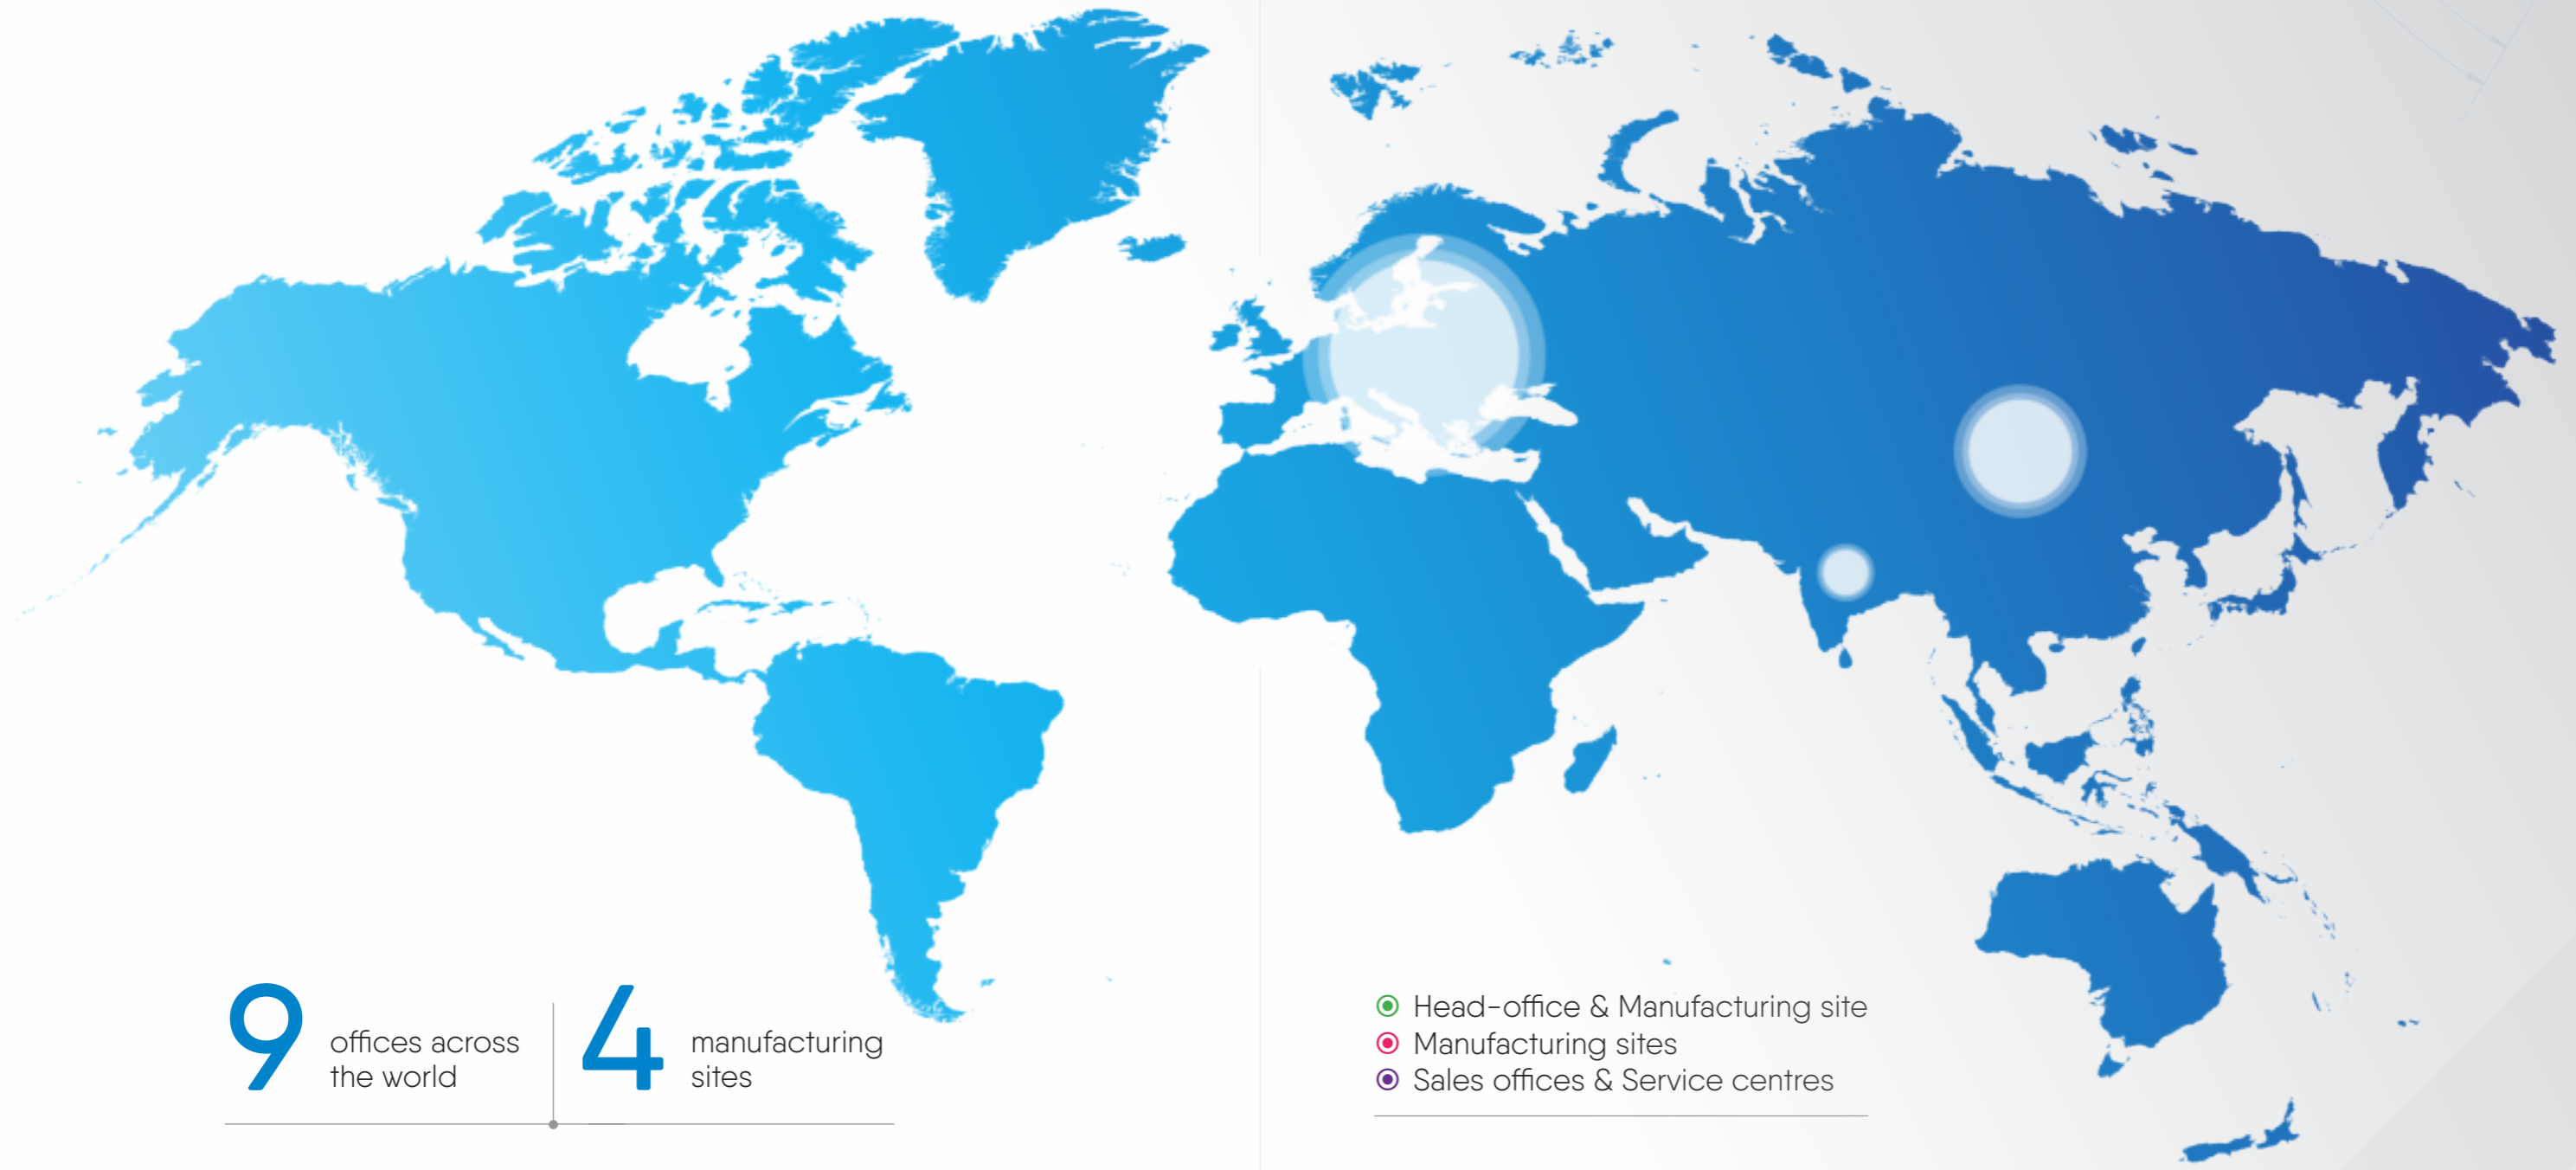 9
offices across
the world
4
manufacturing
sites
Head-office & Manufacturing site
Manufacturing sites
Sales offices & Service centres